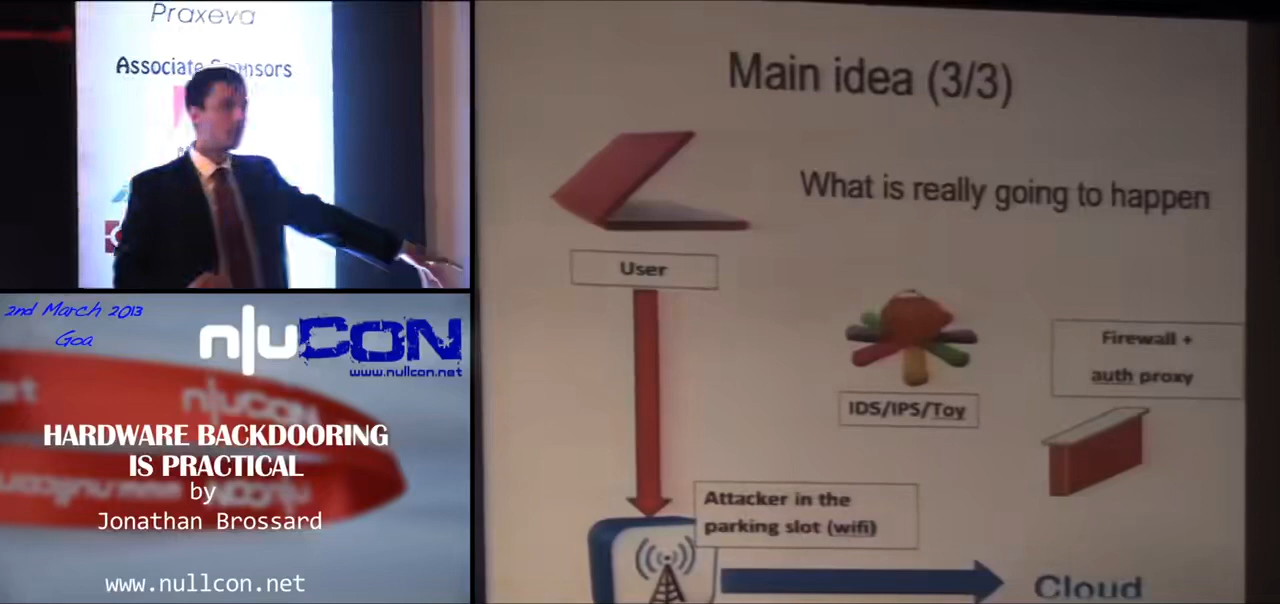 Praxeva
Associate Sponsors
2nd March 2013
Goa
n|u CON
www.nullcon.net
HARDWARE BACKDOORING
IS PRACTICAL
by
Jonathan Brossard
www.nullcon.net
Main idea (3/3)
What is really going to happen
User
Firewall +
auth proxy
IDS/IPS/Toy
Attacker in the
parking slot (wifi)
Cloud